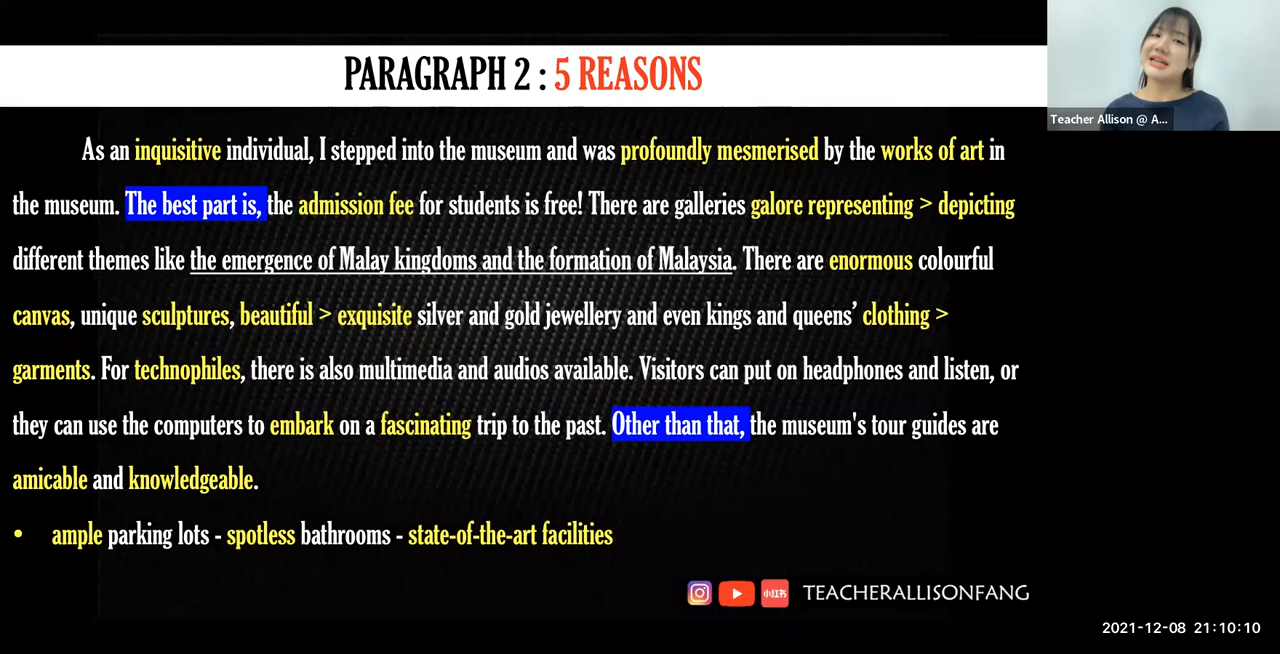 PARAGRAPH 2 : 5 REASONS
Teacher Allison @ A...
As an inquisitive individual, I stepped into the museum and was profoundly mesmerised by the works of art in
the museum. The best part is, the admission fee for students is free! There are galleries galore representing > depicting
different themes like the emergence of Malay kingdoms and the formation of Malaysia. There are enormous colourful
canvas, unique sculptures, beautiful > exquisite silver and gold jewellery and even kings and queens’ clothing >
garments. For technophiles, there is also multimedia and audios available. Visitors can put on headphones and listen, or
they can use the computers to embark on a fascinating trip to the past. Other than that, the museum's tour guides are
amicable and knowledgeable.
• ample parking lots - spotless bathrooms - state-of-the-art facilities
小红书 TEACHERALLISONFANG
2021-12-08 21:10:10